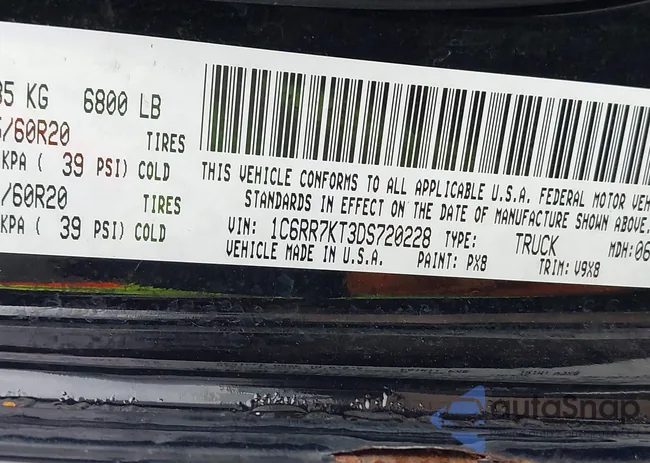 85 KG 6800 LB
/60R20 TIRES
KPA ( 39 PSI) COLD
/60R20 TIRES
KPA ( 39 PSI) COLD
THIS VEHICLE CONFORMS TO ALL APPLICABLE U.S.A. FEDERAL MOTOR VEH
STANDARDS IN EFFECT ON THE DATE OF MANUFACTURE SHOWN ABOVE.
VIN: 1C6RR7KT3DS720228 TYPE: TRUCK MDH: 06
VEHICLE MADE IN U.S.A. PAINT: PX8 TRIM: V9X8
autoSnap